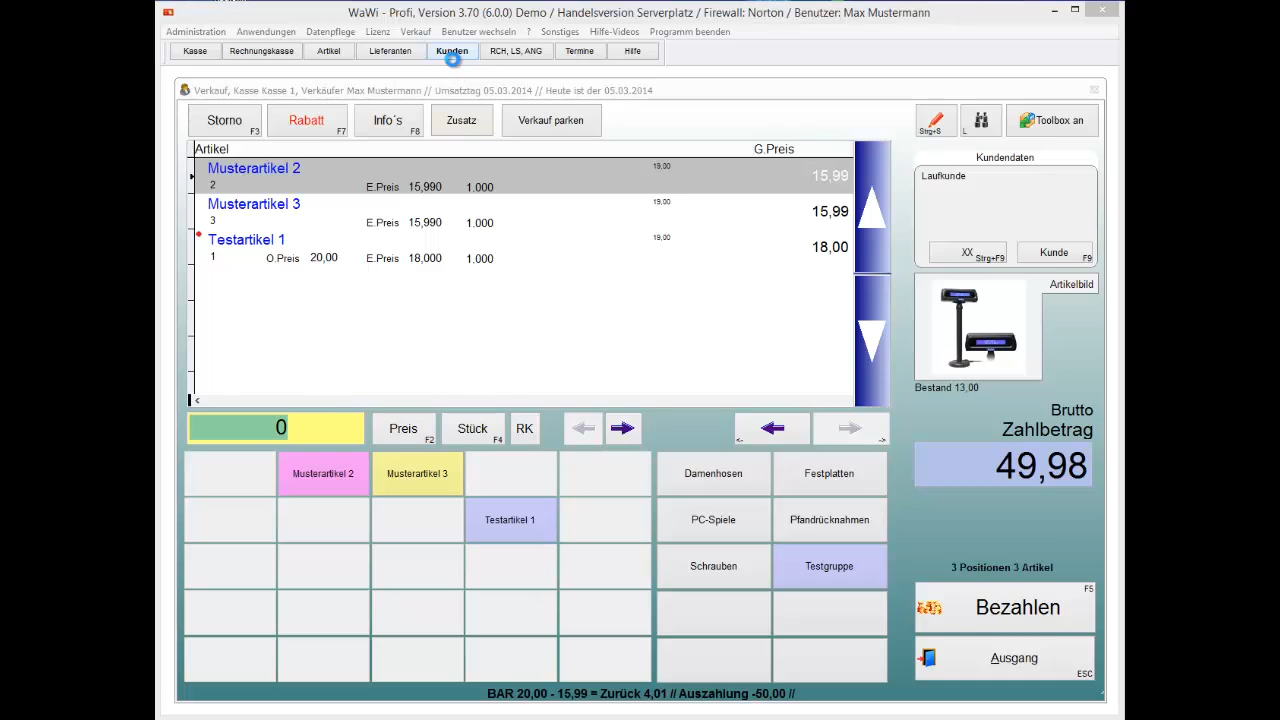 WaWi - Profi, Version 3.70 (6.0.0) Demo / Handelsversion Serverplatz / Firewall: Norton / Benutzer: Max Mustermann
Administration Anwendungen Datenpflege Lizenz Verkauf Benutzer wechseln ? Sonstiges Hilfe-Videos Programm beenden
Kasse Rechnungskasse Artikel Lieferanten Kunden RCH, LS, ANG Termine Hilfe
Verkauf, Kasse Kasse 1, Verkäufer Max Mustermann // Umsatztag 05.03.2014 // Heute ist der 05.03.2014
Storno F3 Rabatt F7 Info´s F8 Zusatz Verkauf parken Strg+S L Toolbox an
Artikel G.Preis
Musterartikel 2 19,00 15,99
2 E.Preis 15,990 1.000
Musterartikel 3 19,00 15,99
3 E.Preis 15,990 1.000
Testartikel 1 19,00 18,00
1 O.Preis 20,00 E.Preis 18,000 1.000
<
Kundendaten
Laufkunde
XX Strg+F9 Kunde F9
Artikelbild
Bestand 13,00
0 Preis F2 Stück F4 RK <- ->
Brutto
Zahlbetrag
49,98
Musterartikel 2 Musterartikel 3 Damenhosen Festplatten
Testartikel 1 PC-Spiele Pfandrücknahmen
Schrauben Testgruppe
3 Positionen 3 Artikel
Bezahlen F5
Ausgang ESC
BAR 20,00 - 15,99 = Zurück 4,01 // Auszahlung -50,00 //